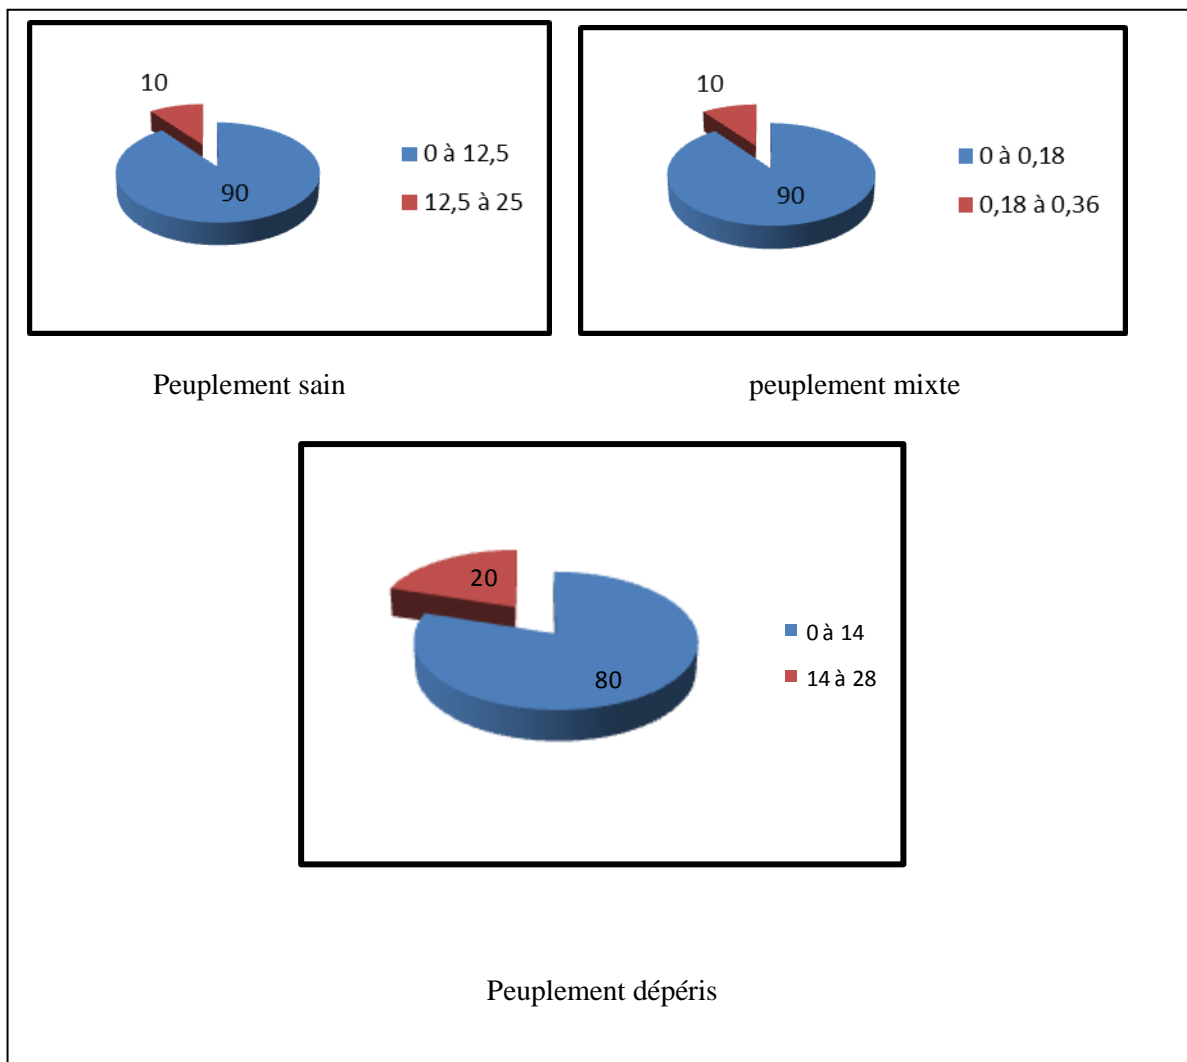 10
90
0 à 12,5
12,5 à 25
10
90
0 à 0,18
0,18 à 0,36
Peuplement sain
peuplement mixte
20
80
0 à 14
14 à 28
Peuplement dépéris